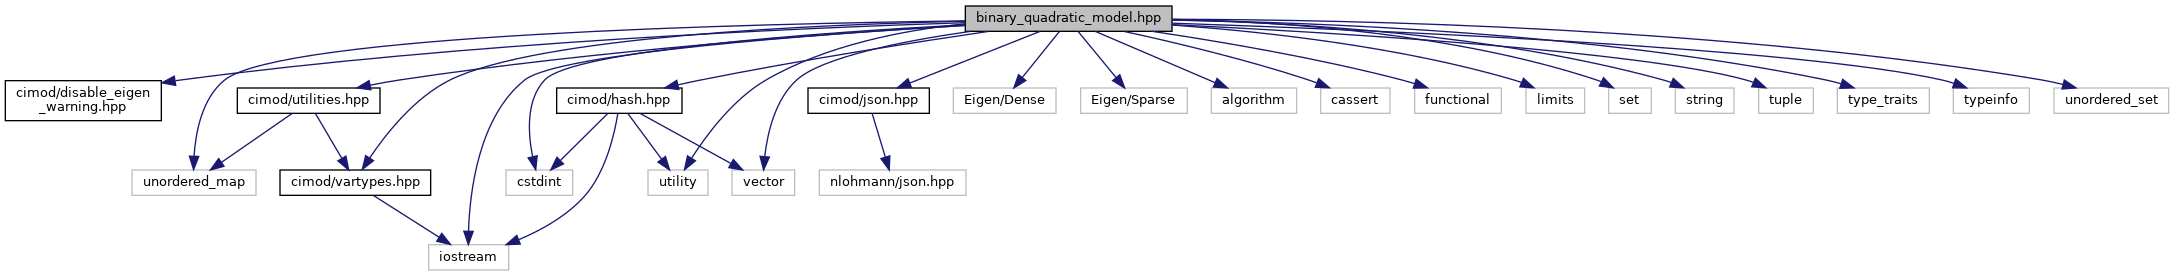 binary_quadratic_model.hpp
cimod/disable_eigen
_warning.hpp
cimod/utilities.hpp
cimod/hash.hpp
cimod/json.hpp
Eigen/Dense
Eigen/Sparse
algorithm
cassert
functional
limits
set
string
tuple
type_traits
typeinfo
unordered_set
unordered_map
cimod/vartypes.hpp
cstdint
utility
vector
nlohmann/json.hpp
iostream